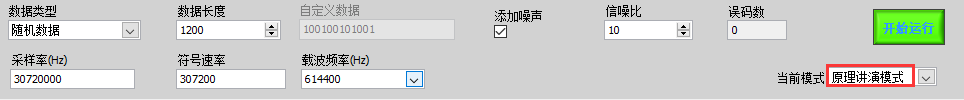 数据类型 数据长度 自定义数据 添加噪声 信噪比 误码数
随机数据 1200 100100101001 10 0 开始运行
采样率(Hz) 符号速率 载波频率(Hz)
30720000 307200 614400 当前模式 原理讲演模式